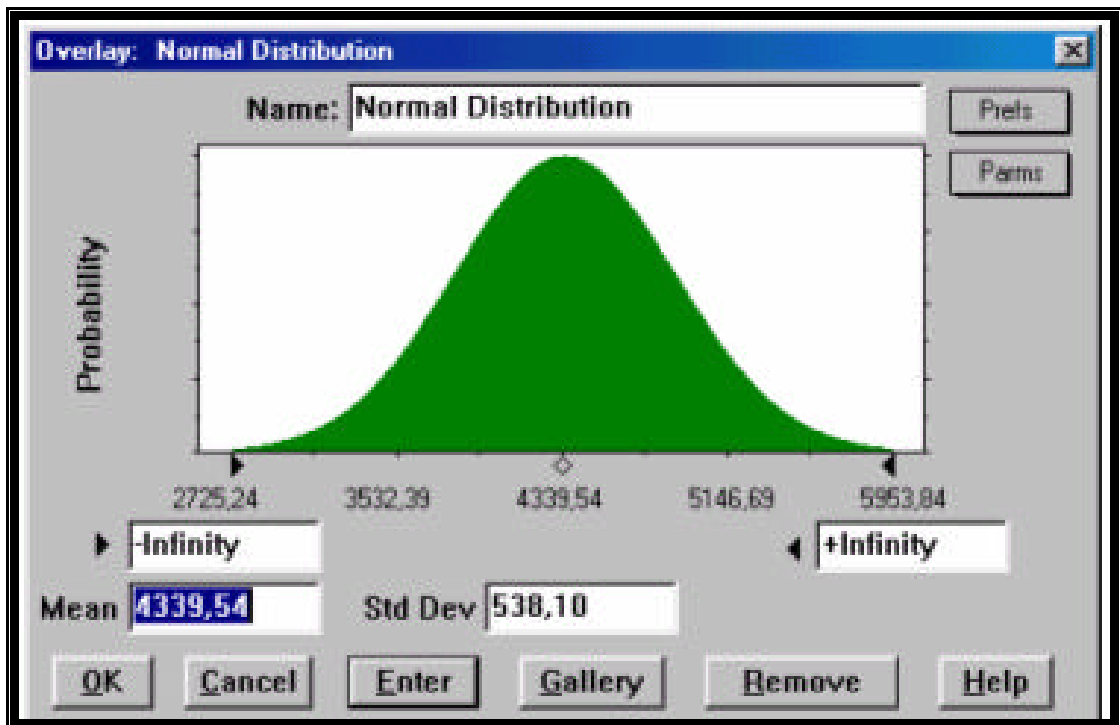 Overlay: Normal Distribution
Name: Normal Distribution
Prefs
Parms
Probability
2725,24 3532,39 4339,54 5146,69 5953,84
-Infinity +Infinity
Mean 4339,54 Std Dev 538,10
OK Cancel Enter Gallery Remove Help